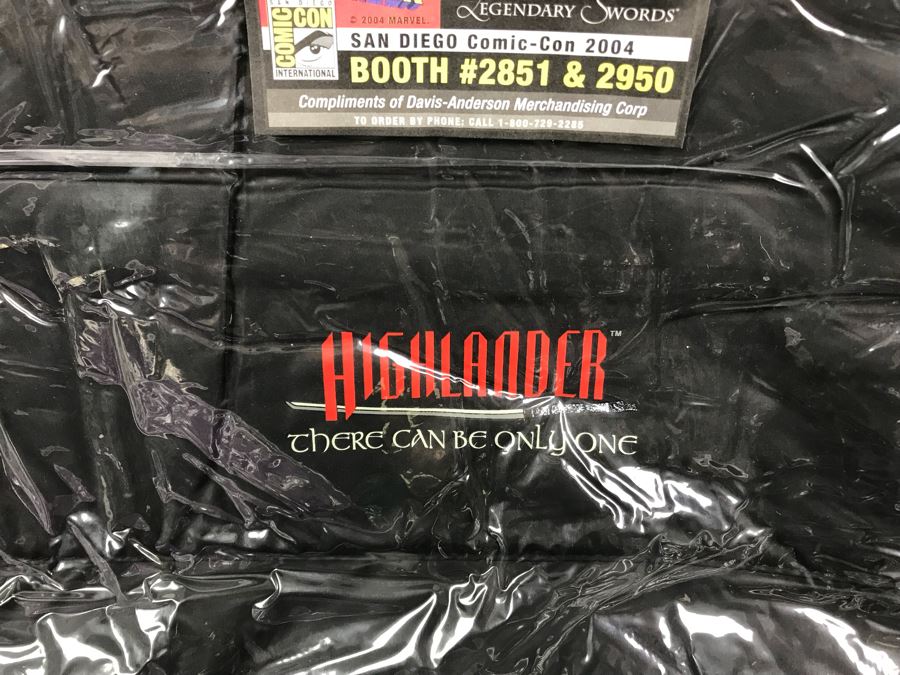 SAN DIEGO
COMIC CON
INTERNATIONAL
© 2004 MARVEL.
LEGENDARY SWORDS
SAN DIEGO Comic-Con 2004
BOOTH #2851 & 2950
Compliments of Davis-Anderson Merchandising Corp
TO ORDER BY PHONE: CALL 1-800-729-2285
HIGHLANDER™
THERE CAN BE ONLY ONE